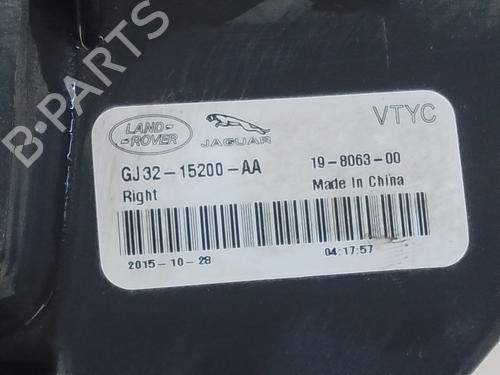 B-PARTS
LAND-
ROVER
JAGUAR
VTYC
GJ32-15200-AA
19-8063-00
Right
Made In China
2015-10-28
04:17:57